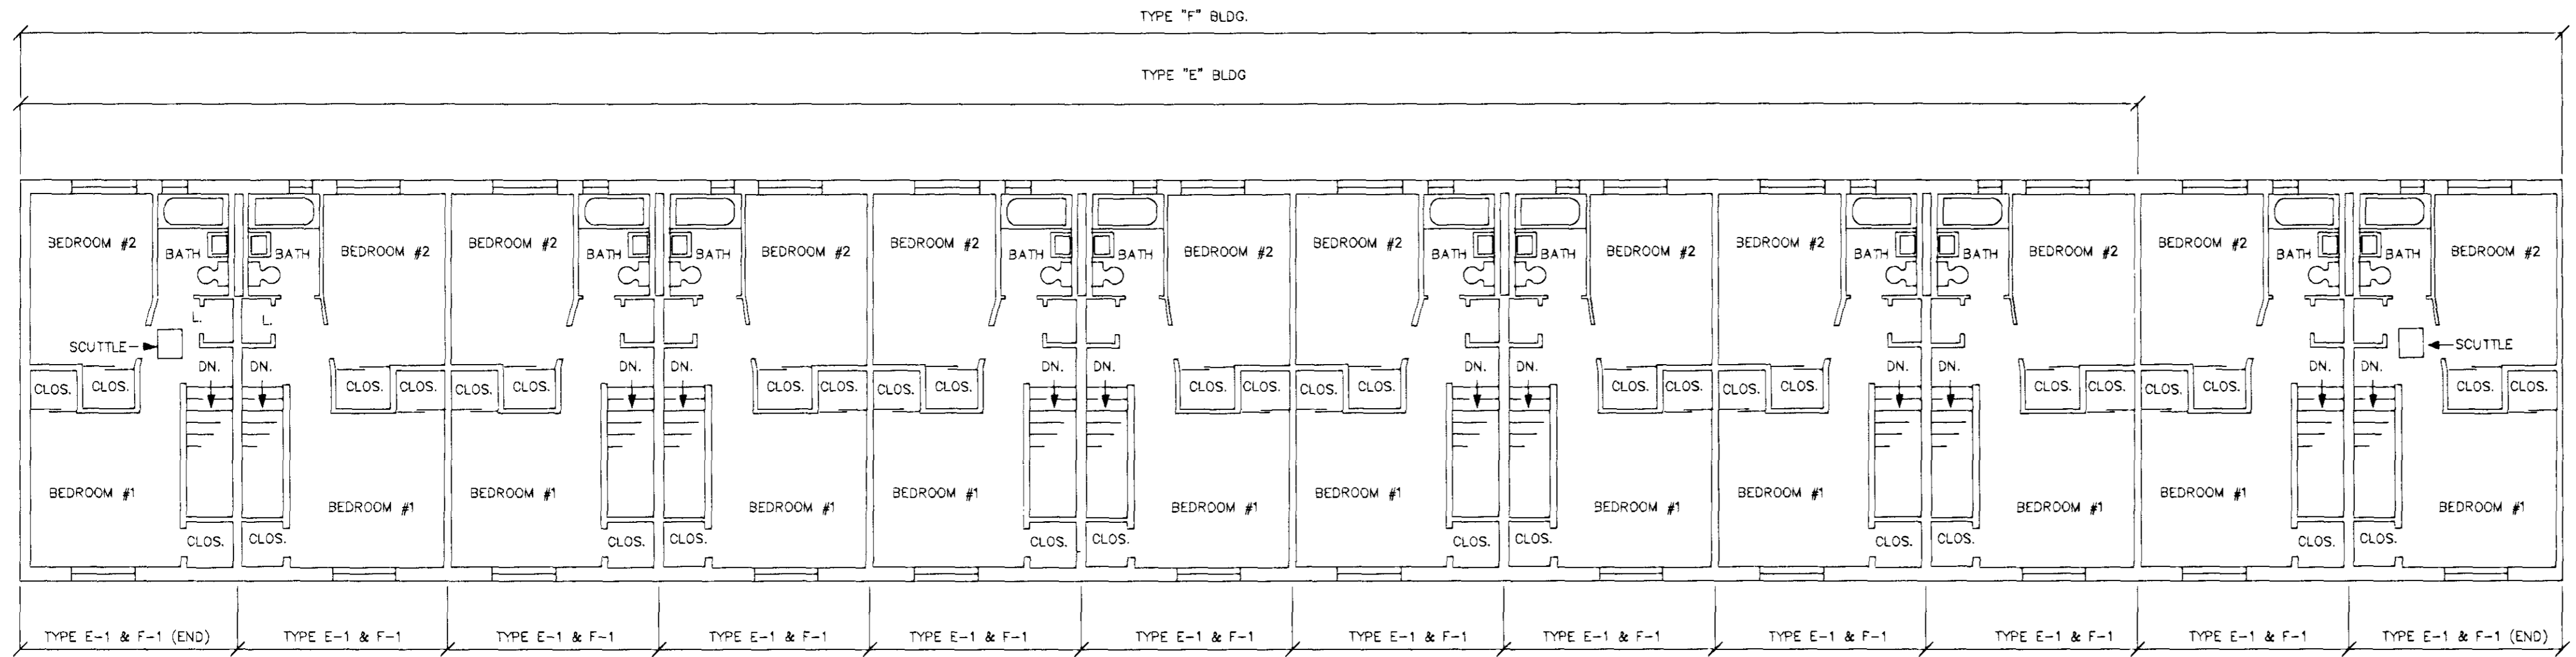 TYPE "F" BLDG.
TYPE "E" BLDG
BEDROOM #2 BATH BATH BEDROOM #2 BEDROOM #2 BATH BATH BEDROOM #2 BEDROOM #2 BATH BATH BEDROOM #2 BEDROOM #2 BATH BATH BEDROOM #2 BEDROOM #2 BATH BATH BEDROOM #2 BEDROOM #2 BATH BATH BEDROOM #2
L. L.
SCUTTLE SCUTTLE
DN. DN. DN. DN. DN. DN. DN. DN. DN. DN. DN. DN.
CLOS. CLOS. CLOS. CLOS. CLOS. CLOS. CLOS. CLOS. CLOS. CLOS. CLOS. CLOS. CLOS. CLOS. CLOS. CLOS. CLOS. CLOS. CLOS. CLOS. CLOS. CLOS. CLOS. CLOS.
BEDROOM #1 BEDROOM #1 BEDROOM #1 BEDROOM #1 BEDROOM #1 BEDROOM #1 BEDROOM #1 BEDROOM #1 BEDROOM #1 BEDROOM #1 BEDROOM #1 BEDROOM #1
CLOS. CLOS. CLOS. CLOS. CLOS. CLOS. CLOS. CLOS. CLOS. CLOS. CLOS. CLOS.
TYPE E-1 & F-1 (END) TYPE E-1 & F-1 TYPE E-1 & F-1 TYPE E-1 & F-1 TYPE E-1 & F-1 TYPE E-1 & F-1 TYPE E-1 & F-1 TYPE E-1 & F-1 TYPE E-1 & F-1 TYPE E-1 & F-1 TYPE E-1 & F-1 TYPE E-1 & F-1 (END)